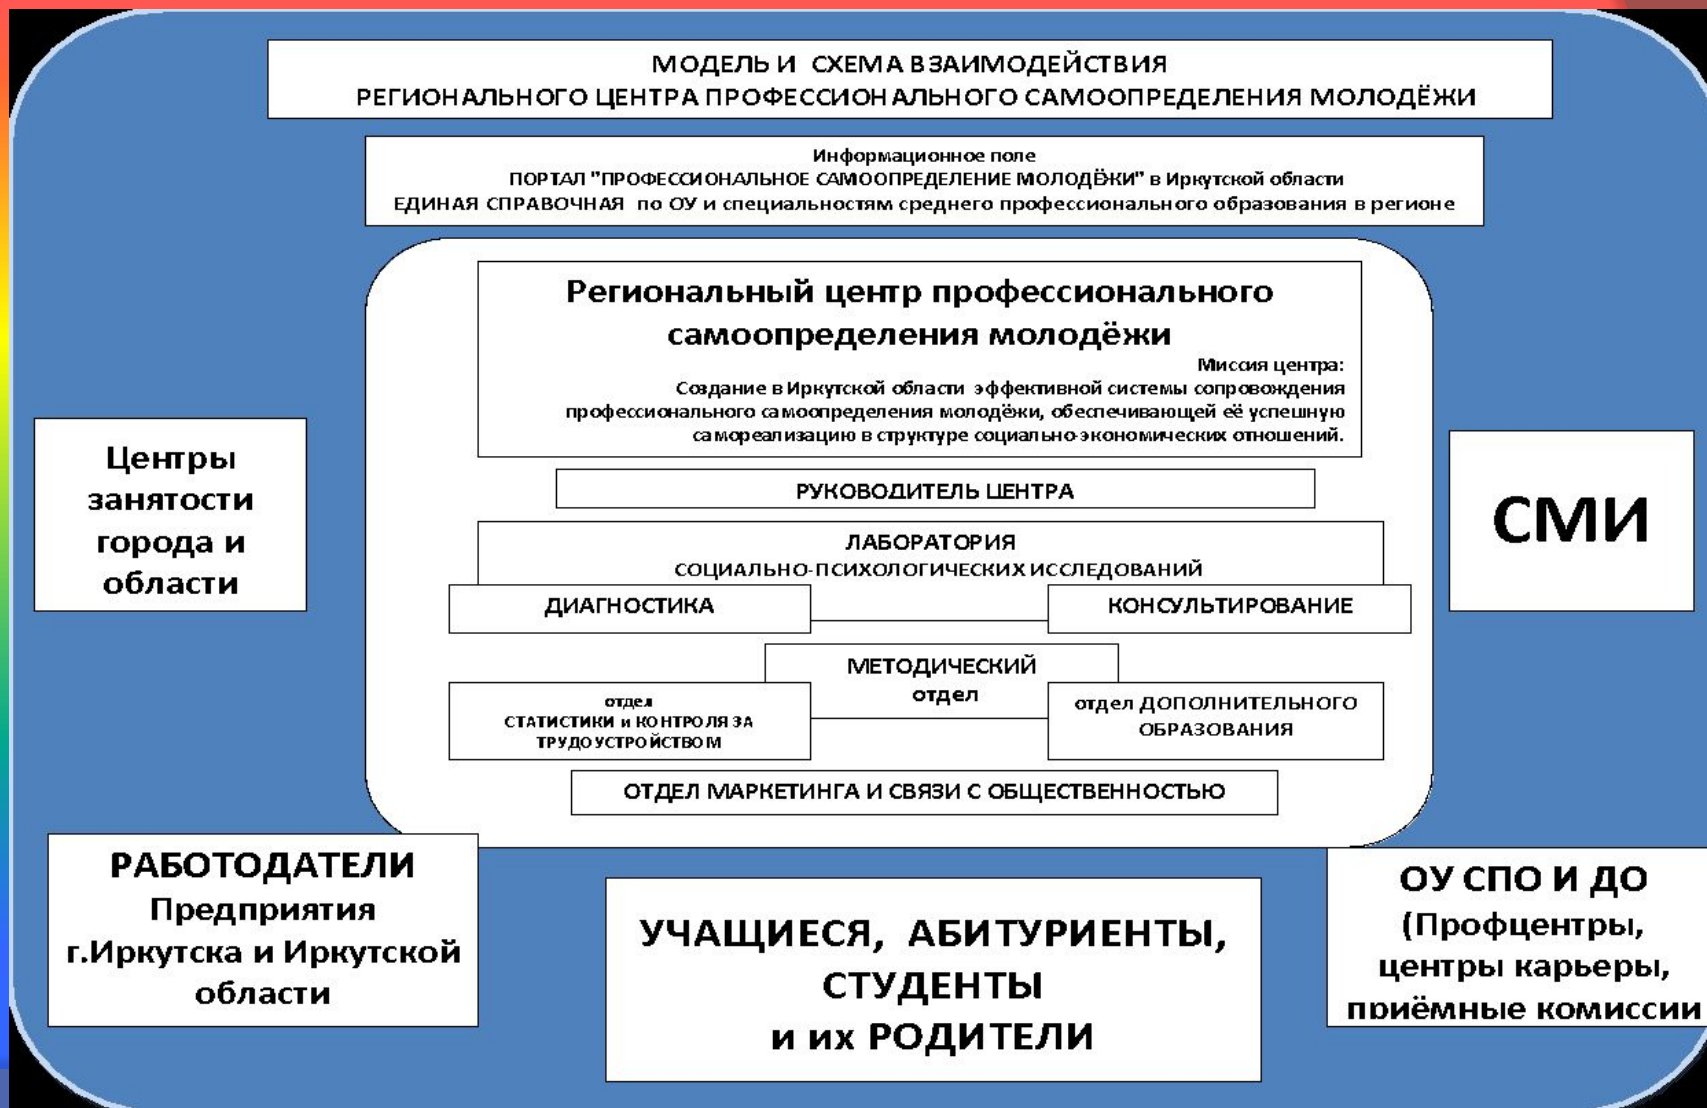 МОДЕЛЬ И СХЕМА ВЗАИМОДЕЙСТВИЯ
РЕГИОНАЛЬНОГО ЦЕНТРА ПРОФЕССИОНАЛЬНОГО САМООПРЕДЕЛЕНИЯ МОЛОДЁЖИ
Информационное поле
ПОРТАЛ "ПРОФЕССИОНАЛЬНОЕ САМООПРЕДЕЛЕНИЕ МОЛОДЁЖИ" в Иркутской области
ЕДИНАЯ СПРАВОЧНАЯ по ОУ и специальностям среднего профессионального образования в регионе
Региональный центр профессионального
самоопределения молодёжи
Миссия центра:
Создание в Иркутской области эффективной системы сопровождения
профессионального самоопределения молодёжи, обеспечивающей её успешную
самореализацию в структуре социально-экономических отношений.
РУКОВОДИТЕЛЬ ЦЕНТРА
ЛАБОРАТОРИЯ
СОЦИАЛЬНО-ПСИХОЛОГИЧЕСКИХ ИССЛЕДОВАНИЙ
ДИАГНОСТИКА
КОНСУЛЬТИРОВАНИЕ
МЕТОДИЧЕСКИЙ
отдел
отдел
СТАТИСТИКИ и КОНТРОЛЯ ЗА
ТРУДОУСТРОЙСТВОМ
отдел ДОПОЛНИТЕЛЬНОГО
ОБРАЗОВАНИЯ
ОТДЕЛ МАРКЕТИНГА И СВЯЗИ С ОБЩЕСТВЕННОСТЬЮ
Центры
занятости
города и
области
СМИ
РАБОТОДАТЕЛИ
Предприятия
г.Иркутска и Иркутской
области
УЧАЩИЕСЯ, АБИТУРИЕНТЫ,
СТУДЕНТЫ
и их РОДИТЕЛИ
ОУ СПО И ДО
(Профцентры,
центры карьеры,
приёмные комиссии